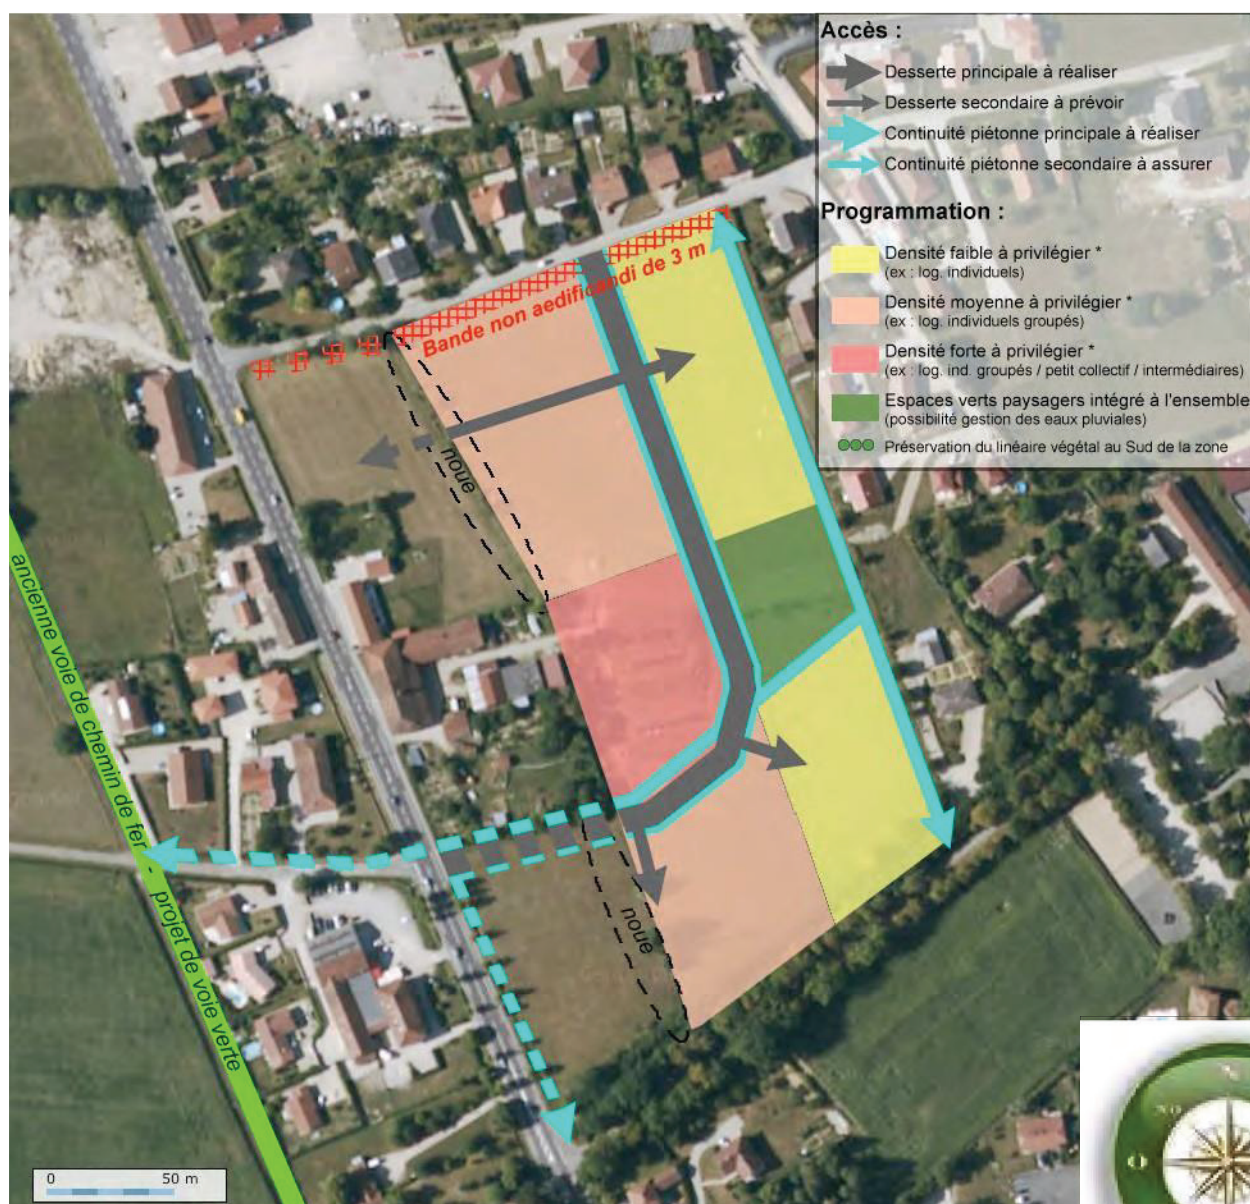 Accès :
Desserte principale à réaliser
Desserte secondaire à prévoir
Continuité piétonne principale à réaliser
Continuité piétonne secondaire à assurer
Programmation :
Densité faible à privilégier *
(ex : log. individuels)
Densité moyenne à privilégier *
(ex : log. individuels groupés)
Densité forte à privilégier *
(ex : log. ind. groupés / petit collectif / intermédiaires)
Espaces verts paysagers intégré à l'ensemble
(possibilité gestion des eaux pluviales)
Préservation du linéaire végétal au Sud de la zone
Bande non aedificandi de 3 m
noue
noue
ancienne voie de chemin de fer - projet de voie verte
0 50 m
NO
O